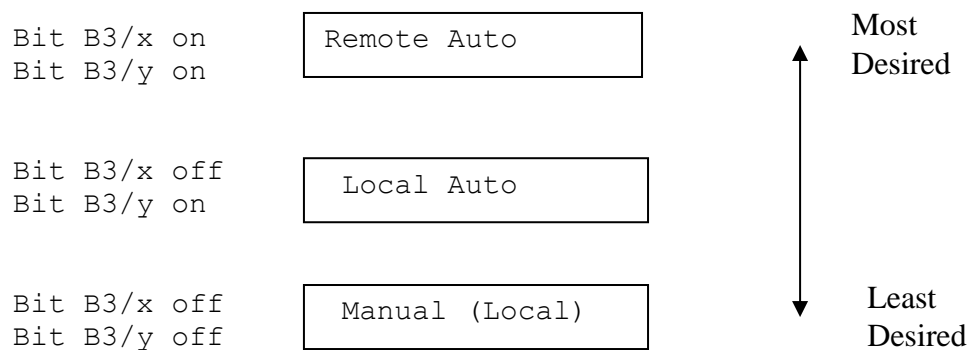 Bit B3/x on
Bit B3/y on
Remote Auto
Most
Desired
Bit B3/x off
Bit B3/y on
Local Auto
Bit B3/x off
Bit B3/y off
Manual (Local)
Least
Desired